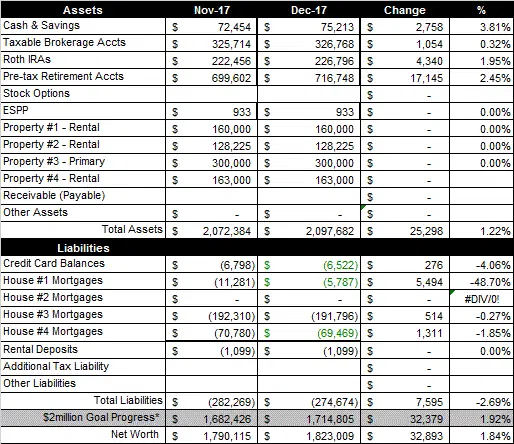 Assets Nov-17 Dec-17 Change %
Cash & Savings $ 72,454 $ 75,213 $ 2,758 3.81%
Taxable Brokerage Accts $ 325,714 $ 326,768 $ 1,054 0.32%
Roth IRAs $ 222,456 $ 226,796 $ 4,340 1.95%
Pre-tax Retirement Accts $ 699,602 $ 716,748 $ 17,145 2.45%
Stock Options $ -
ESPP $ 933 $ 933 $ - 0.00%
Property #1 - Rental $ 160,000 $ 160,000 $ - 0.00%
Property #2 - Rental $ 128,225 $ 128,225 $ - 0.00%
Property #3 - Primary $ 300,000 $ 300,000 $ - 0.00%
Property #4 - Rental $ 163,000 $ 163,000 $ -
Receivable (Payable) $ -
Other Assets $ - $ - $ -
Total Assets $ 2,072,384 $ 2,097,682 $ 25,298 1.22%
Liabilities
Credit Card Balances $ (6,798) $ (6,522) $ 276 -4.06%
House #1 Mortgages $ (11,281) $ (5,787) $ 5,494 -48.70%
House #2 Mortgages $ - $ - $ - #DIV/0!
House #3 Mortgages $ (192,310) $ (191,796) $ 514 -0.27%
House #4 Mortgages $ (70,780) $ (69,469) $ 1,311 -1.85%
Rental Deposits $ (1,099) $ (1,099) $ - 0.00%
Additional Tax Liability $ -
Other Liabilities $ -
Total Liabilities $ (282,269) $ (274,674) $ 7,595 -2.69%
$2million Goal Progress* $ 1,682,426 $ 1,714,805 $ 32,379 1.92%
Net Worth $ 1,790,115 $ 1,823,009 $ 32,893 1.84%